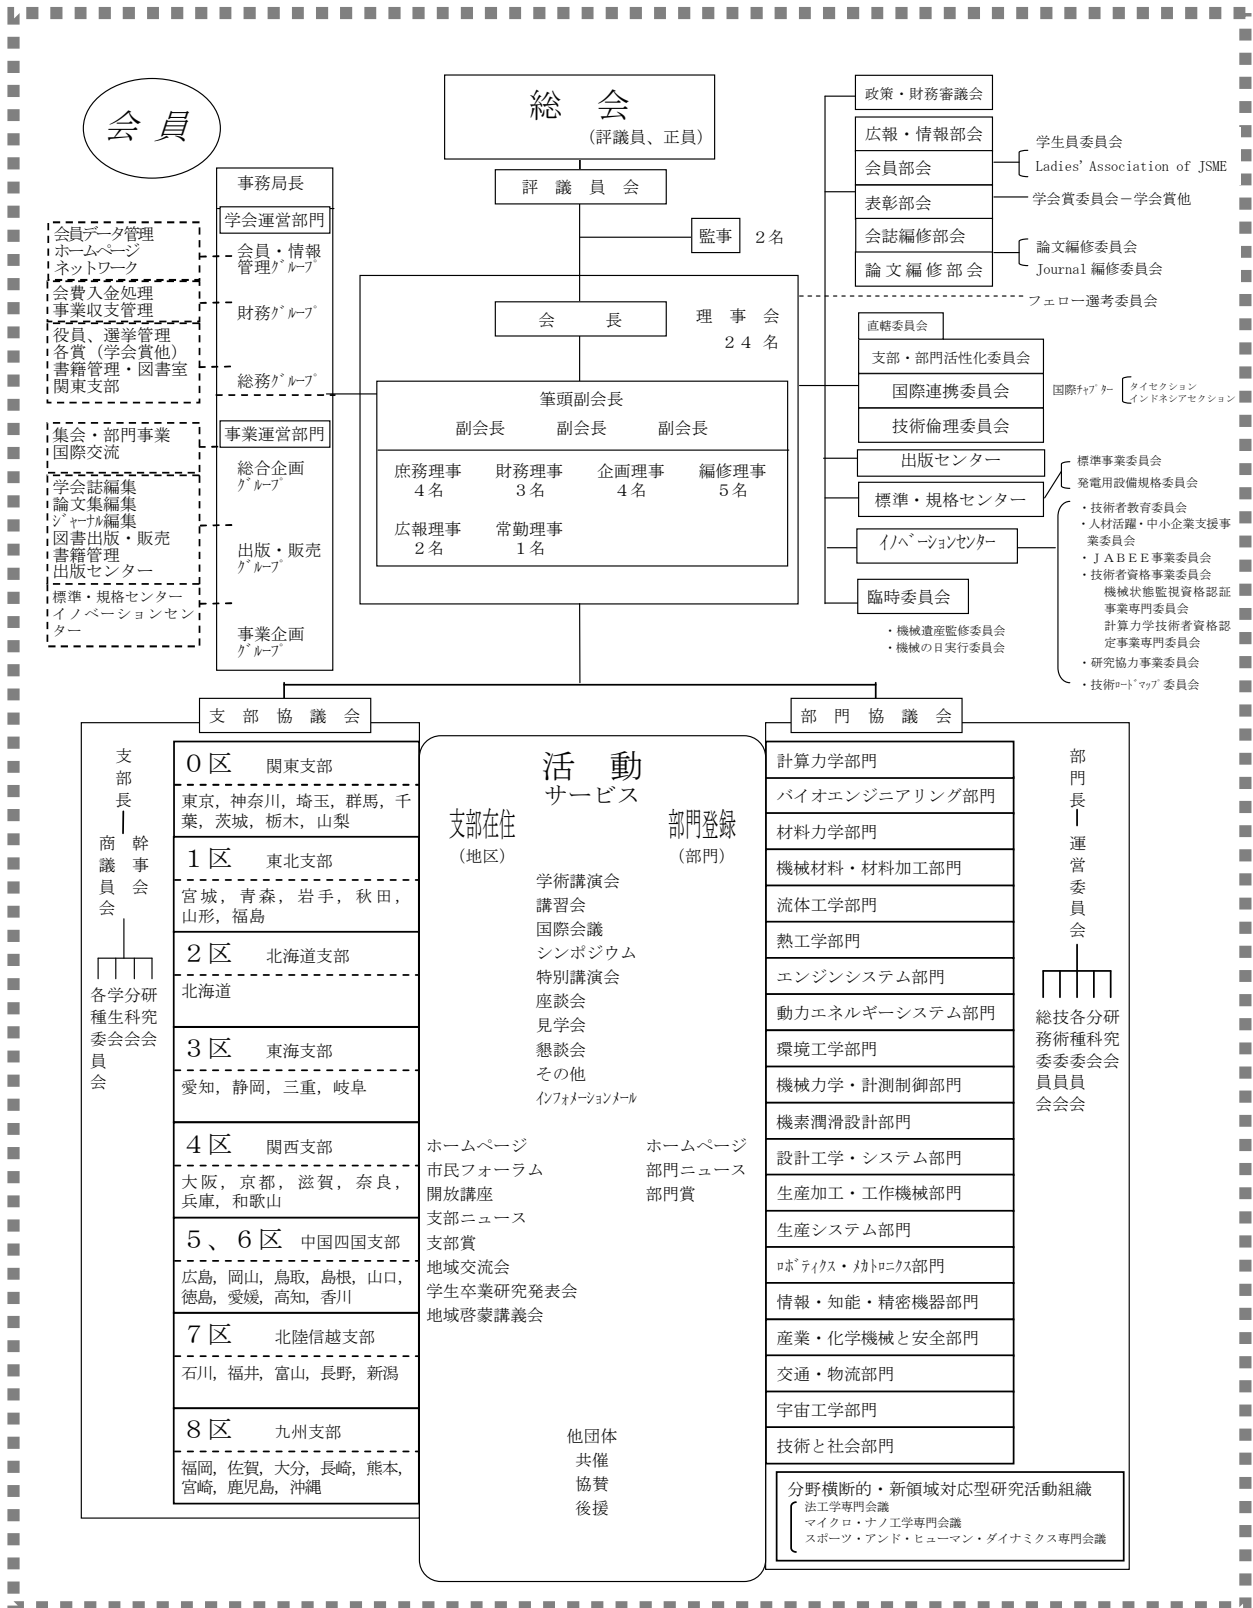 会 員
総 会
(評議員、正員)
評 議 員 会
監事 ２名
会 長
理 事 会
２４名
筆頭副会長
副会長 副会長 副会長
庶務理事 財務理事 企画理事 編修理事
４名 ３名 ４名 ５名
広報理事 常勤理事
２名 １名
事務局長
学会運営部門
会員・情報
管理ｸﾞﾙｰﾌﾟ
財務ｸﾞﾙｰﾌﾟ
総務ｸﾞﾙｰﾌﾟ
事業運営部門
総合企画
ｸﾞﾙｰﾌﾟ
出版・販売
ｸﾞﾙｰﾌﾟ
事業企画
ｸﾞﾙｰﾌﾟ
会員データ管理
ホームページ
ネットワーク
会費入金処理
事業収支管理
役員、選挙管理
各賞（学会賞他）
書籍管理・図書室
関東支部
集会・部門事業
国際交流
学会誌編集
論文集編集
ｼﾞｬｰﾅﾙ編集
図書出版・販売
書籍管理
出版センター
標準・規格センター
イノベーションセン
ター
政策・財務審議会
広報・情報部会
会員部会
表彰部会
会誌編修部会
論文編修部会
学生員委員会
Ladies' Association of JSME
学会賞委員会－学会賞他
論文編修委員会
Journal 編修委員会
フェロー選考委員会
直轄委員会
支部・部門活性化委員会
国際連携委員会
技術倫理委員会
国際ﾁｬﾌﾟﾀｰ
タイセクション
インドネシアセクション
出版センター
標準・規格センター
標準事業委員会
発電用設備規格委員会
ｲﾉﾍﾞｰｼｮﾝｾﾝﾀｰ
・技術者教育委員会
・人材活躍・中小企業支援事
業委員会
・ＪＡＢＥＥ事業委員会
・技術者資格事業委員会
機械状態監視資格認証
事業専門委員会
計算力学技術者資格認
定事業専門委員会
・研究協力事業委員会
・技術ﾛｰﾄﾞﾏｯﾌﾟ委員会
臨時委員会
・機械遺産監修委員会
・機械の日実行委員会
支 部 協 議 会
部 門 協 議 会
支部長
商議員会
幹事会
各種委員会
学生会
分科会
研究会
０区 関東支部
東京，神奈川，埼玉，群馬，千
葉，茨城，栃木，山梨
１区 東北支部
宮城，青森，岩手，秋田，
山形，福島
２区 北海道支部
北海道
３区 東海支部
愛知，静岡，三重，岐阜
４区 関西支部
大阪，京都，滋賀，奈良，
兵庫，和歌山
５、６区 中国四国支部
広島，岡山，鳥取，島根，山口，
徳島，愛媛，高知，香川
７区 北陸信越支部
石川，福井，富山，長野，新潟
８区 九州支部
福岡，佐賀，大分，長崎，熊本，
宮崎，鹿児島，沖縄
活 動
サービス
支部在住 部門登録
（地区） （部門）
学術講演会
講習会
国際会議
シンポジウム
特別講演会
座談会
見学会
懇談会
その他
ｲﾝﾌｫﾒｰｼｮﾝﾒｰﾙ
ホームページ
市民フォーラム
開放講座
支部ニュース
支部賞
地域交流会
学生卒業研究発表会
地域啓蒙講義会
ホームページ
部門ニュース
部門賞
他団体
共催
協賛
後援
計算力学部門
バイオエンジニアリング部門
材料力学部門
機械材料・材料加工部門
流体工学部門
熱工学部門
エンジンシステム部門
動力エネルギーシステム部門
環境工学部門
機械力学・計測制御部門
機素潤滑設計部門
設計工学・システム部門
生産加工・工作機械部門
生産システム部門
ﾛﾎﾞﾃｨｸｽ・ﾒｶﾄﾛﾆｸｽ部門
情報・知能・精密機器部門
産業・化学機械と安全部門
交通・物流部門
宇宙工学部門
技術と社会部門
分野横断的・新領域対応型研究活動組織
法工学専門会議
マイクロ・ナノ工学専門会議
スポーツ・アンド・ヒューマン・ダイナミクス専門会議
部門長
運営委員会
総務委員会
技術委員会
各種委員会
分科会
研究会